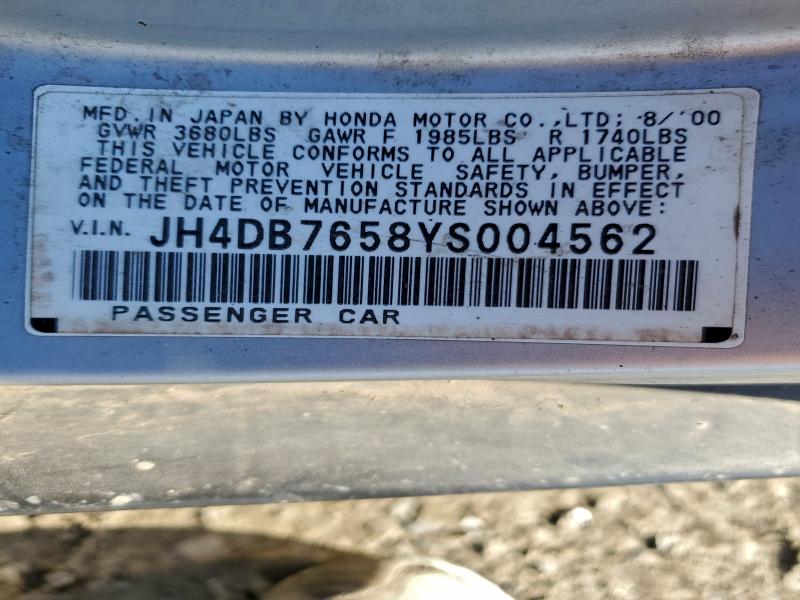 MFD. IN JAPAN BY HONDA MOTOR CO., LTD; 8/'00
GVWR 3680LBS GAWR F 1985LBS R 1740LBS
THIS VEHICLE CONFORMS TO ALL APPLICABLE
FEDERAL MOTOR VEHICLE SAFETY, BUMPER,
AND THEFT PREVENTION STANDARDS IN EFFECT
ON THE DATE OF MANUFACTURE SHOWN ABOVE:
V.I.N. JH4DB7658YS004562
PASSENGER CAR